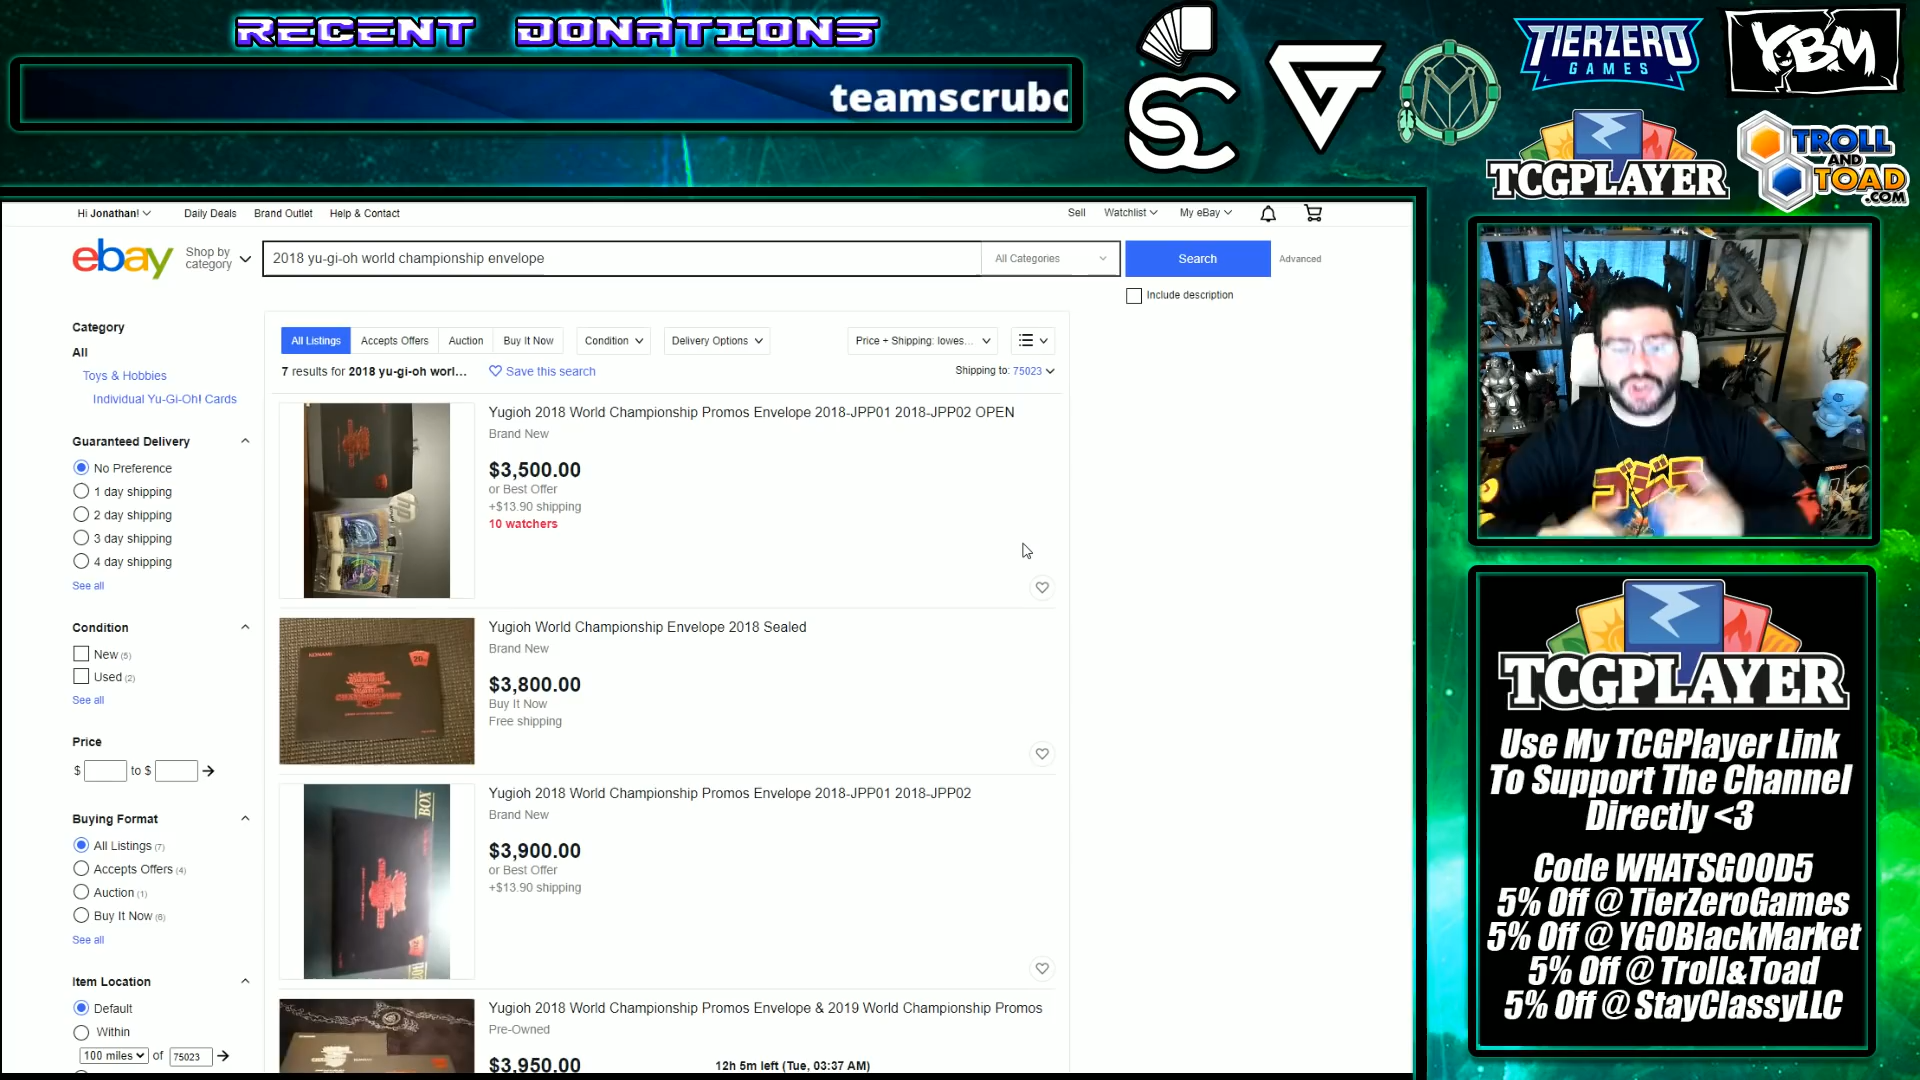 RECENT DONATIONS
teamscrubc
SC
TIERZERO
GAMES
YBM
TCGPLAYER
TROLL
AND
TOAD
.COM
Hi Jonathan!
Daily Deals
Brand Outlet
Help & Contact
Sell
Watchlist
My eBay
ebay
Shop by
category
2018 yu-gi-oh world championship envelope
All Categories
Search
Advanced
Include description
Category
All
Toys & Hobbies
Individual Yu-Gi-Oh! Cards
Guaranteed Delivery
No Preference
1 day shipping
2 day shipping
3 day shipping
4 day shipping
See all
Condition
New (5)
Used (2)
See all
Price
$ to $
Buying Format
All Listings (7)
Accepts Offers (4)
Auction (1)
Buy It Now (6)
See all
Item Location
Default
Within
100 miles of 75023
All Listings
Accepts Offers
Auction
Buy It Now
Condition
Delivery Options
Price + Shipping: lowes...
7 results for 2018 yu-gi-oh worl...
Save this search
Shipping to: 75023
Yugioh 2018 World Championship Promos Envelope 2018-JPP01 2018-JPP02 OPEN
Brand New
$3,500.00
or Best Offer
+$13.90 shipping
10 watchers
Yugioh World Championship Envelope 2018 Sealed
Brand New
$3,800.00
Buy It Now
Free shipping
Yugioh 2018 World Championship Promos Envelope 2018-JPP01 2018-JPP02
Brand New
$3,900.00
or Best Offer
+$13.90 shipping
Yugioh 2018 World Championship Promos Envelope & 2019 World Championship Promos
Pre-Owned
$3,950.00
12h 5m left (Tue, 03:37 AM)
ゴジラ
TCGPLAYER
Use My TCGPlayer Link
To Support The Channel
Directly <3
Code WHATSGOOD5
5% Off @ TierZeroGames
5% Off @ YGOBlackMarket
5% Off @ Troll&Toad
5% Off @ StayClassyLLC